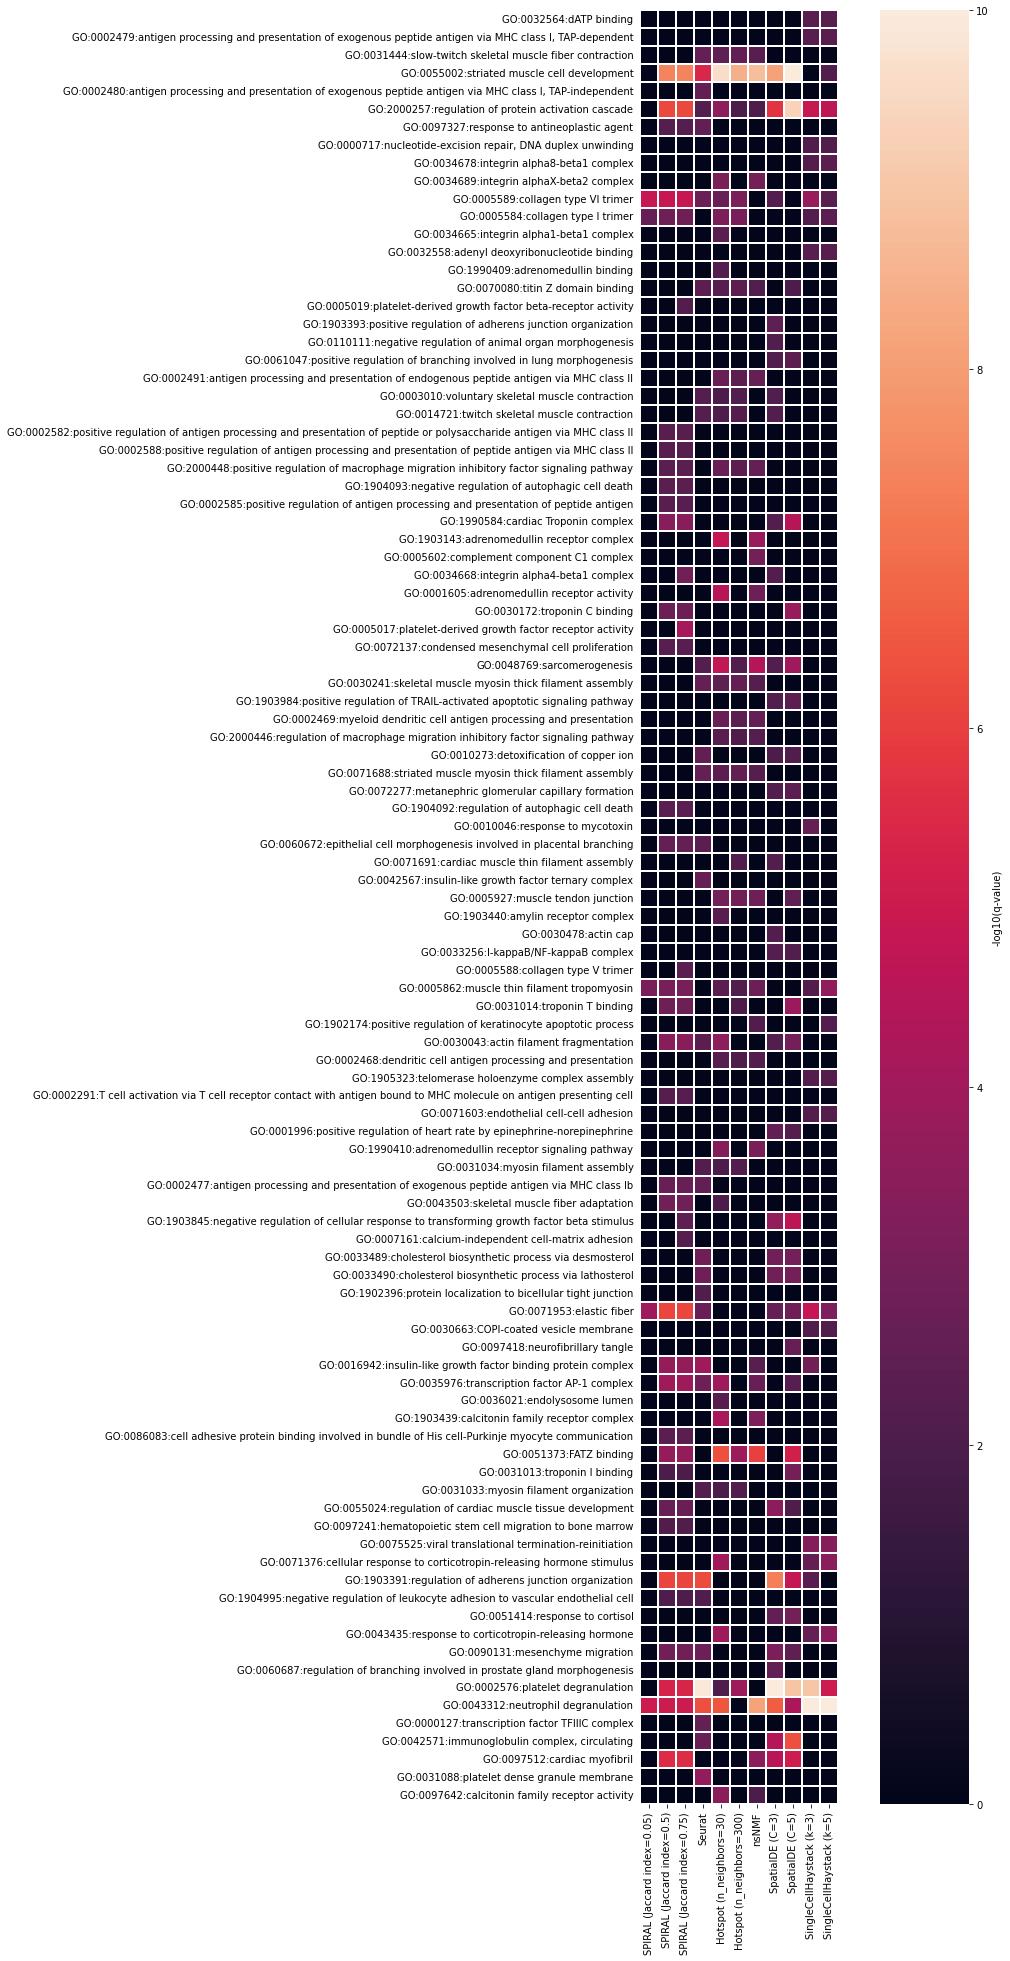 GO:0032564:dATP binding
GO:0002479:antigen processing and presentation of exogenous peptide antigen via MHC class I, TAP-dependent
GO:0031444:slow-twitch skeletal muscle fiber contraction
GO:0055002:striated muscle cell development
GO:0002480:antigen processing and presentation of exogenous peptide antigen via MHC class I, TAP-independent
GO:2000257:regulation of protein activation cascade
GO:0097327:response to antineoplastic agent
GO:0000717:nucleotide-excision repair, DNA duplex unwinding
GO:0034678:integrin alpha8-beta1 complex
GO:0034689:integrin alphaX-beta2 complex
GO:0005589:collagen type VI trimer
GO:0005584:collagen type I trimer
GO:0034665:integrin alpha1-beta1 complex
GO:0032558:adenyl deoxyribonucleotide binding
GO:1990409:adrenomedullin binding
GO:0070080:titin Z domain binding
GO:0005019:platelet-derived growth factor beta-receptor activity
GO:1903393:positive regulation of adherens junction organization
GO:0110111:negative regulation of animal organ morphogenesis
GO:0061047:positive regulation of branching involved in lung morphogenesis
GO:0002491:antigen processing and presentation of endogenous peptide antigen via MHC class II
GO:0003010:voluntary skeletal muscle contraction
GO:0014721:twitch skeletal muscle contraction
GO:0002582:positive regulation of antigen processing and presentation of peptide or polysaccharide antigen via MHC class II
GO:0002588:positive regulation of antigen processing and presentation of peptide antigen via MHC class II
GO:2000448:positive regulation of macrophage migration inhibitory factor signaling pathway
GO:1904093:negative regulation of autophagic cell death
GO:0002585:positive regulation of antigen processing and presentation of peptide antigen
GO:1990584:cardiac Troponin complex
GO:1903143:adrenomedullin receptor complex
GO:0005602:complement component C1 complex
GO:0034668:integrin alpha4-beta1 complex
GO:0001605:adrenomedullin receptor activity
GO:0030172:troponin C binding
GO:0005017:platelet-derived growth factor receptor activity
GO:0072137:condensed mesenchymal cell proliferation
GO:0048769:sarcomerogenesis
GO:0030241:skeletal muscle myosin thick filament assembly
GO:1903984:positive regulation of TRAIL-activated apoptotic signaling pathway
GO:0002469:myeloid dendritic cell antigen processing and presentation
GO:2000446:regulation of macrophage migration inhibitory factor signaling pathway
GO:0010273:detoxification of copper ion
GO:0071688:striated muscle myosin thick filament assembly
GO:0072277:metanephric glomerular capillary formation
GO:1904092:regulation of autophagic cell death
GO:0010046:response to mycotoxin
GO:0060672:epithelial cell morphogenesis involved in placental branching
GO:0071691:cardiac muscle thin filament assembly
GO:0042567:insulin-like growth factor ternary complex
GO:0005927:muscle tendon junction
GO:1903440:amylin receptor complex
GO:0030478:actin cap
GO:0033256:I-kappaB/NF-kappaB complex
GO:0005588:collagen type V trimer
GO:0005862:muscle thin filament tropomyosin
GO:0031014:troponin T binding
GO:1902174:positive regulation of keratinocyte apoptotic process
GO:0030043:actin filament fragmentation
GO:0002468:dendritic cell antigen processing and presentation
GO:1905323:telomerase holoenzyme complex assembly
GO:0002291:T cell activation via T cell receptor contact with antigen bound to MHC molecule on antigen presenting cell
GO:0071603:endothelial cell-cell adhesion
GO:0001996:positive regulation of heart rate by epinephrine-norepinephrine
GO:1990410:adrenomedullin receptor signaling pathway
GO:0031034:myosin filament assembly
GO:0002477:antigen processing and presentation of exogenous peptide antigen via MHC class Ib
GO:0043503:skeletal muscle fiber adaptation
GO:1903845:negative regulation of cellular response to transforming growth factor beta stimulus
GO:0007161:calcium-independent cell-matrix adhesion
GO:0033489:cholesterol biosynthetic process via desmosterol
GO:0033490:cholesterol biosynthetic process via lathosterol
GO:1902396:protein localization to bicellular tight junction
GO:0071953:elastic fiber
GO:0030663:COPI-coated vesicle membrane
GO:0097418:neurofibrillary tangle
GO:0016942:insulin-like growth factor binding protein complex
GO:0035976:transcription factor AP-1 complex
GO:0036021:endolysosome lumen
GO:1903439:calcitonin family receptor complex
GO:0086083:cell adhesive protein binding involved in bundle of His cell-Purkinje myocyte communication
GO:0051373:FATZ binding
GO:0031013:troponin I binding
GO:0031033:myosin filament organization
GO:0055024:regulation of cardiac muscle tissue development
GO:0097241:hematopoietic stem cell migration to bone marrow
GO:0075525:viral translational termination-reinitiation
GO:0071376:cellular response to corticotropin-releasing hormone stimulus
GO:1903391:regulation of adherens junction organization
GO:1904995:negative regulation of leukocyte adhesion to vascular endothelial cell
GO:0051414:response to cortisol
GO:0043435:response to corticotropin-releasing hormone
GO:0090131:mesenchyme migration
GO:0060687:regulation of branching involved in prostate gland morphogenesis
GO:0002576:platelet degranulation
GO:0043312:neutrophil degranulation
GO:0000127:transcription factor TFIIIC complex
GO:0042571:immunoglobulin complex, circulating
GO:0097512:cardiac myofibril
GO:0031088:platelet dense granule membrane
GO:0097642:calcitonin family receptor activity
SPIRAL (Jaccard index=0.05)
SPIRAL (Jaccard index=0.5)
SPIRAL (Jaccard index=0.75)
Seurat
Hotspot (n_neighbors=30)
Hotspot (n_neighbors=300)
nsNMF
SpatialDE (C=3)
SpatialDE (C=5)
SingleCellHaystack (k=3)
SingleCellHaystack (k=5)
10
8
6
4
2
0
-log10(q-value)